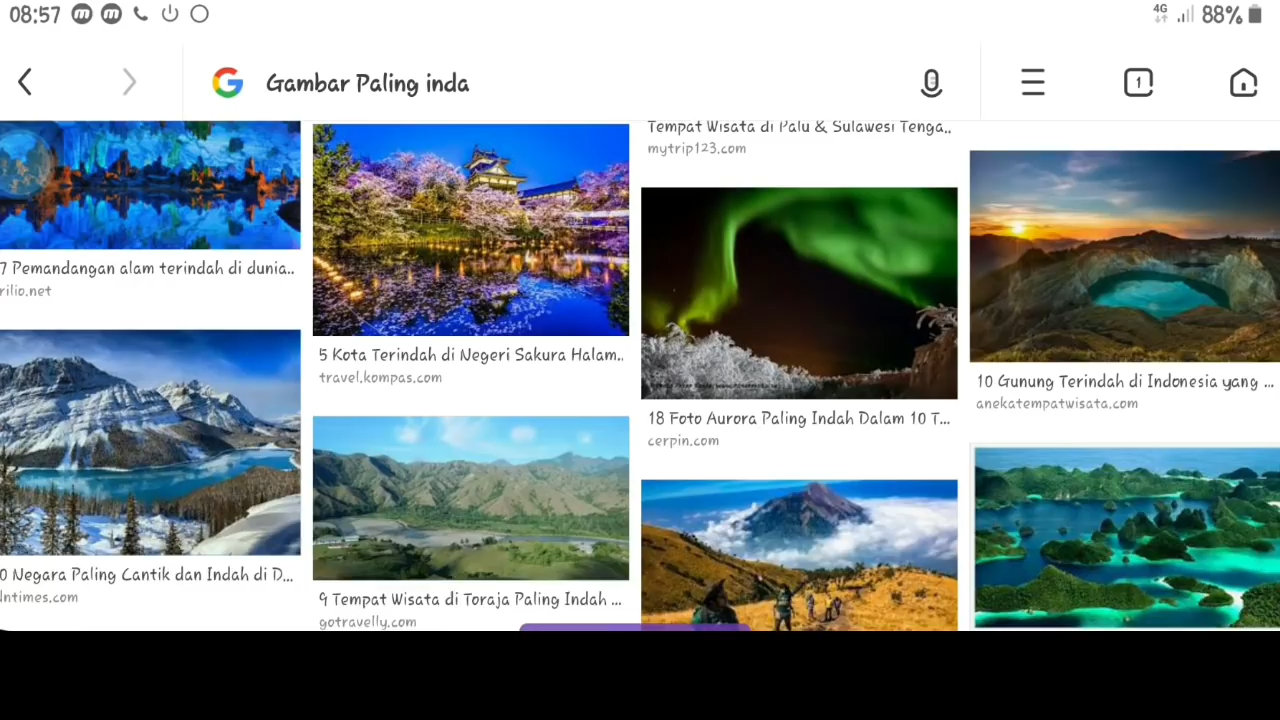 08:57
4G
88%
Gambar Paling inda
1
7 Pemandangan alam terindah di dunia..
rilio.net
0 Negara Paling Cantik dan Indah di D...
Intimes.com
5 Kota Terindah di Negeri Sakura Halam..
travel.kompas.com
9 Tempat Wisata di Toraja Paling Indah ...
gotravelly.com
Tempat Wisata di Palu & Sulawesi Tenga..
mytrip123.com
18 Foto Aurora Paling Indah Dalam 10 T...
cerpin.com
10 Gunung Terindah di Indonesia yang ...
anekatempatwisata.com